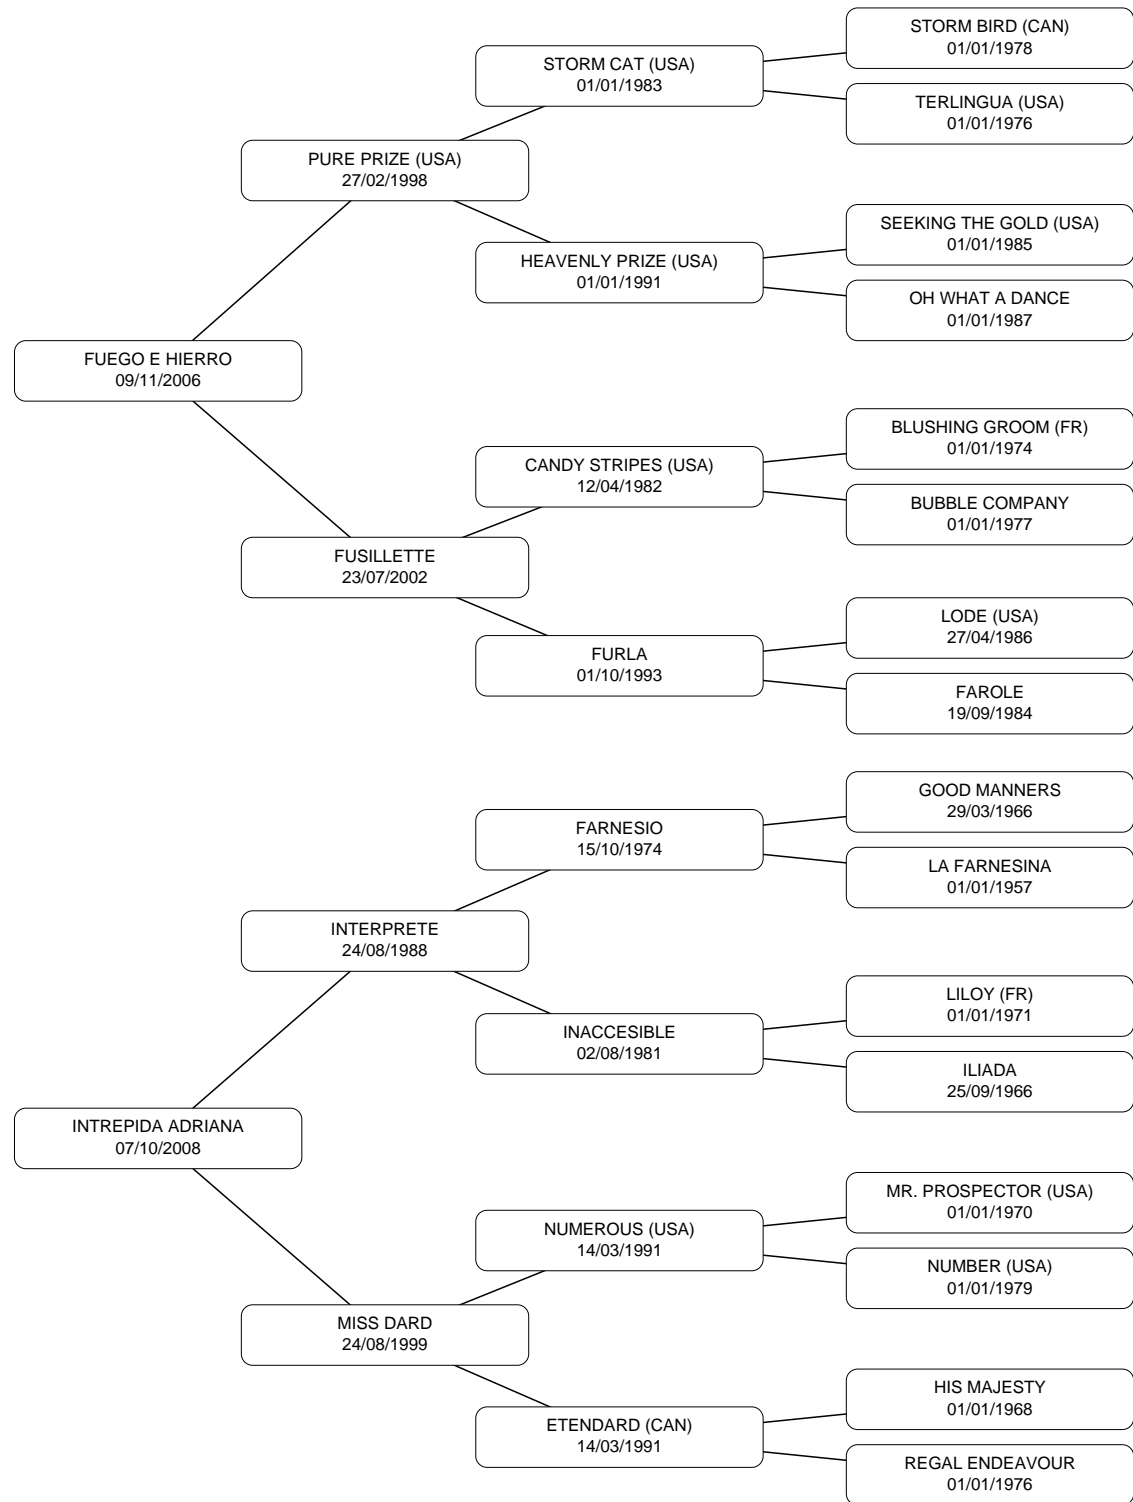 STORM BIRD (CAN)
01/01/1978
STORM CAT (USA)
01/01/1983
TERLINGUA (USA)
01/01/1976
PURE PRIZE (USA)
27/02/1998
SEEKING THE GOLD (USA)
01/01/1985
HEAVENLY PRIZE (USA)
01/01/1991
OH WHAT A DANCE
01/01/1987
FUEGO E HIERRO
09/11/2006
BLUSHING GROOM (FR)
01/01/1974
CANDY STRIPES (USA)
12/04/1982
BUBBLE COMPANY
01/01/1977
FUSILLETTE
23/07/2002
LODE (USA)
27/04/1986
FURLA
01/10/1993
FAROLE
19/09/1984
GOOD MANNERS
29/03/1966
FARNESIO
15/10/1974
LA FARNESINA
01/01/1957
INTERPRETE
24/08/1988
LILOY (FR)
01/01/1971
INACCESIBLE
02/08/1981
ILIADA
25/09/1966
INTREPIDA ADRIANA
07/10/2008
MR. PROSPECTOR (USA)
01/01/1970
NUMEROUS (USA)
14/03/1991
NUMBER (USA)
01/01/1979
MISS DARD
24/08/1999
HIS MAJESTY
01/01/1968
ETENDARD (CAN)
14/03/1991
REGAL ENDEAVOUR
01/01/1976